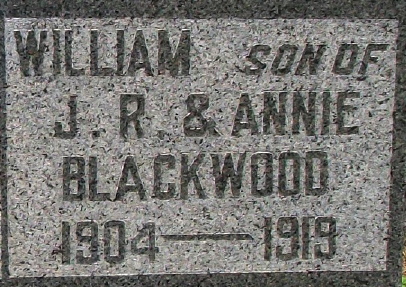 WILLIAM SON OF
J. R. & ANNIE
BLACKWOOD
1904—1919